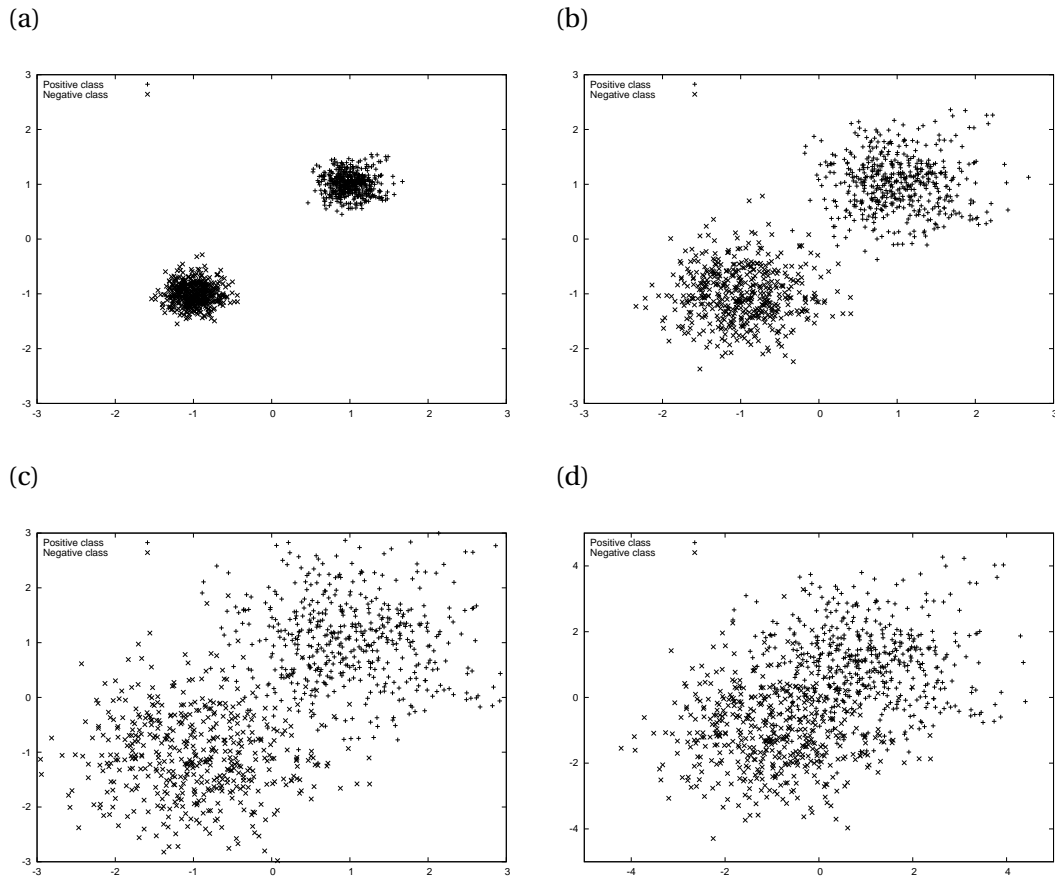 (a)
Positive class +
Negative class ×
3
2
1
0
-1
-2
-3
-3 -2 -1 0 1 2 3
(b)
Positive class +
Negative class ×
3
2
1
0
-1
-2
-3
-3 -2 -1 0 1 2 3
(c)
Positive class +
Negative class ×
3
2
1
0
-1
-2
-3
-3 -2 -1 0 1 2 3
(d)
Positive class +
Negative class ×
4
2
0
-2
-4
-4 -2 0 2 4